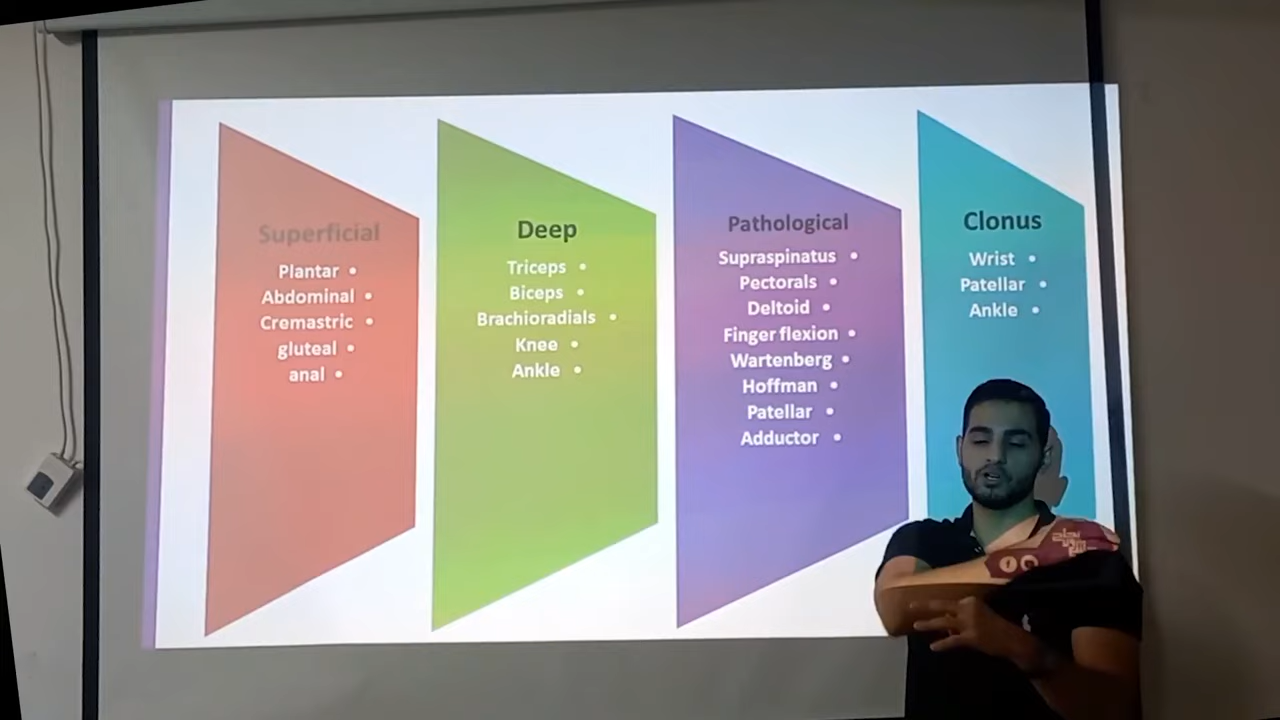 Superficial
Plantar •
Abdominal •
Cremastric •
gluteal •
anal •
Deep
Triceps •
Biceps •
Brachioradials •
Knee •
Ankle •
Pathological
Supraspinatus •
Pectorals •
Deltoid •
Finger flexion •
Wartenberg •
Hoffman •
Patellar •
Adductor •
Clonus
Wrist •
Patellar •
Ankle •